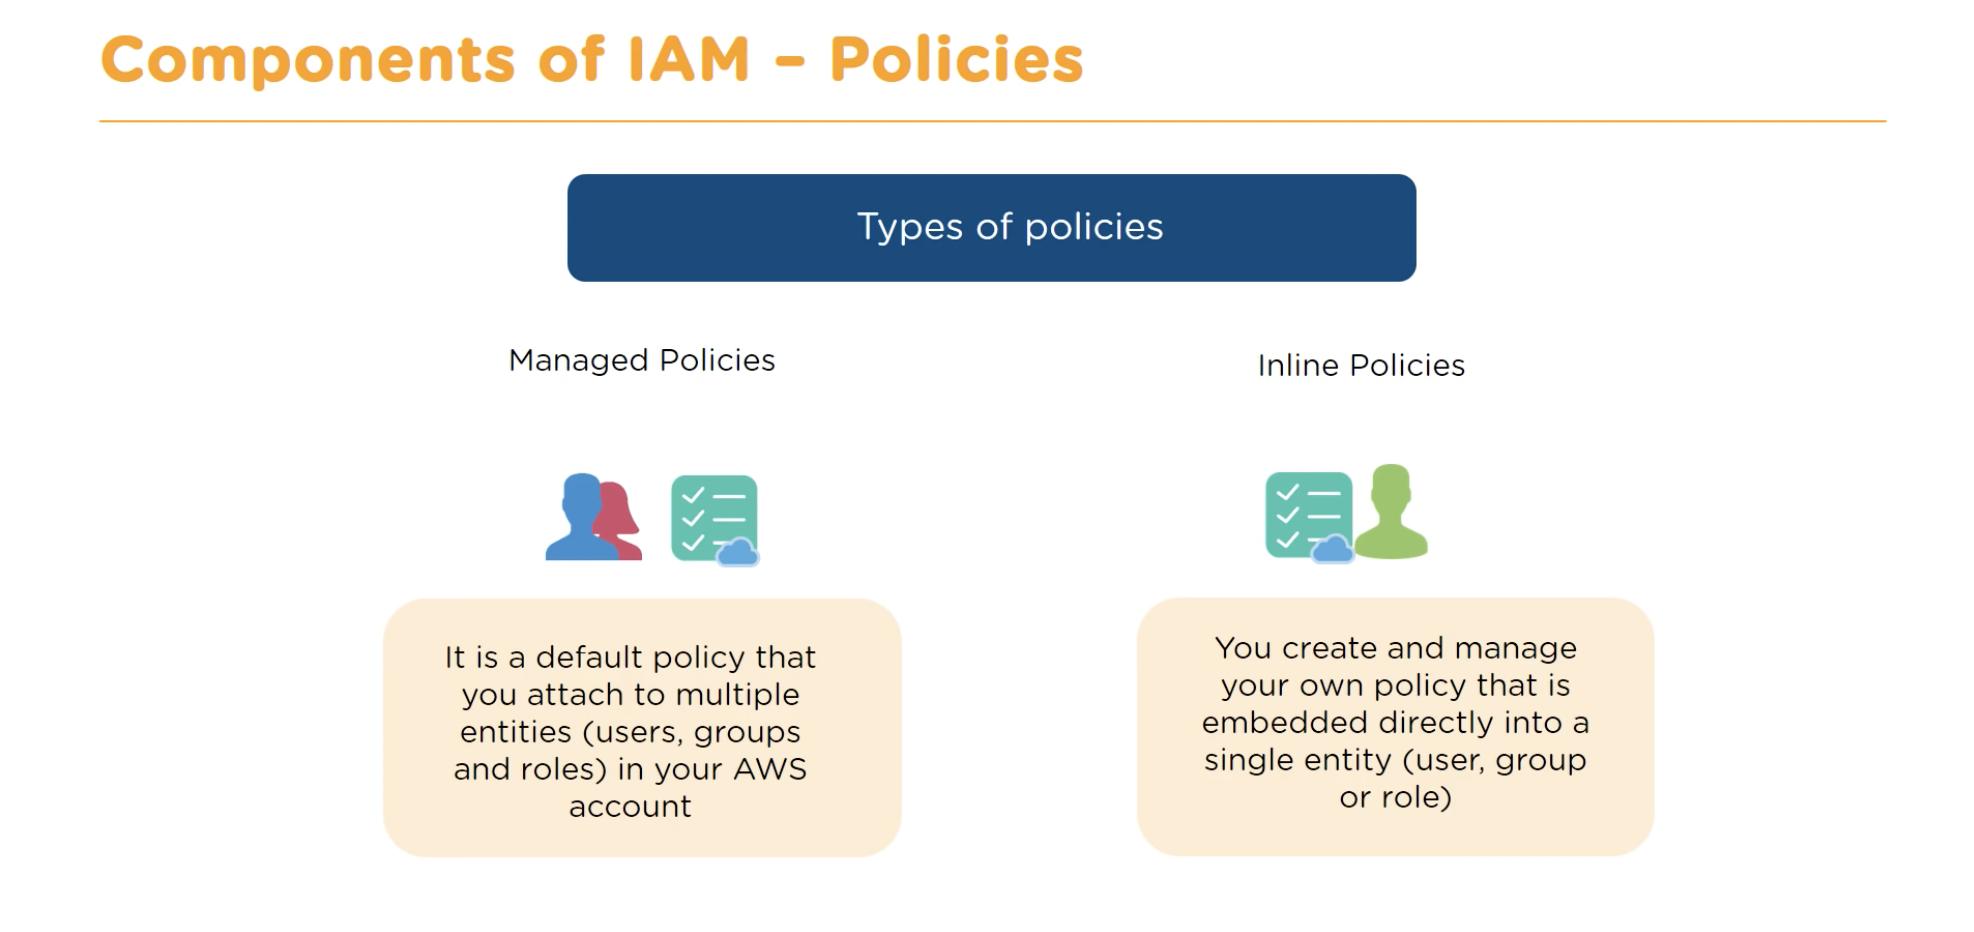 Components of IAM – Policies
Types of policies
Managed Policies
Inline Policies
It is a default policy that
you attach to multiple
entities (users, groups
and roles) in your AWS
account
You create and manage
your own policy that is
embedded directly into a
single entity (user, group
or role)